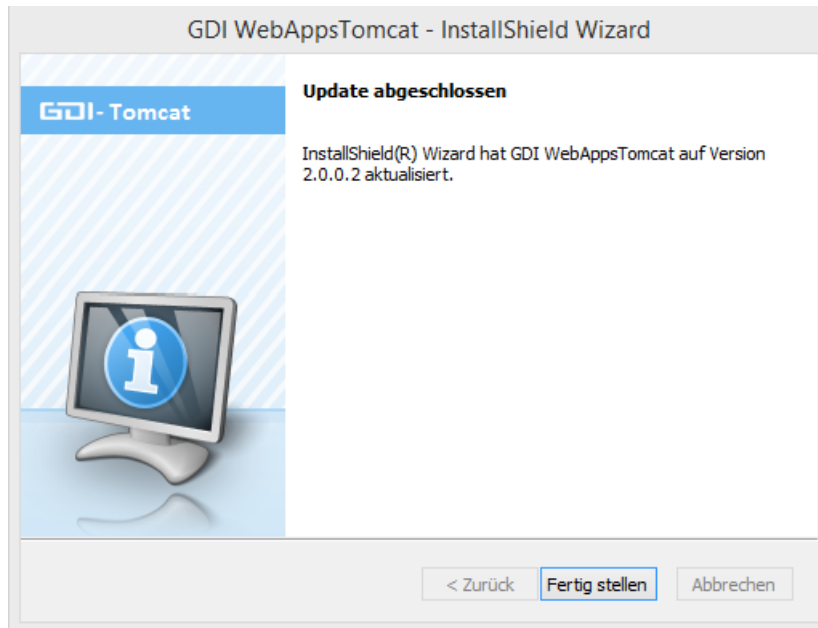 GDI WebAppsTomcat - InstallShield Wizard
GDI - Tomcat
Update abgeschlossen
InstallShield(R) Wizard hat GDI WebAppsTomcat auf Version
2.0.0.2 aktualisiert.
< Zurück Fertig stellen Abbrechen